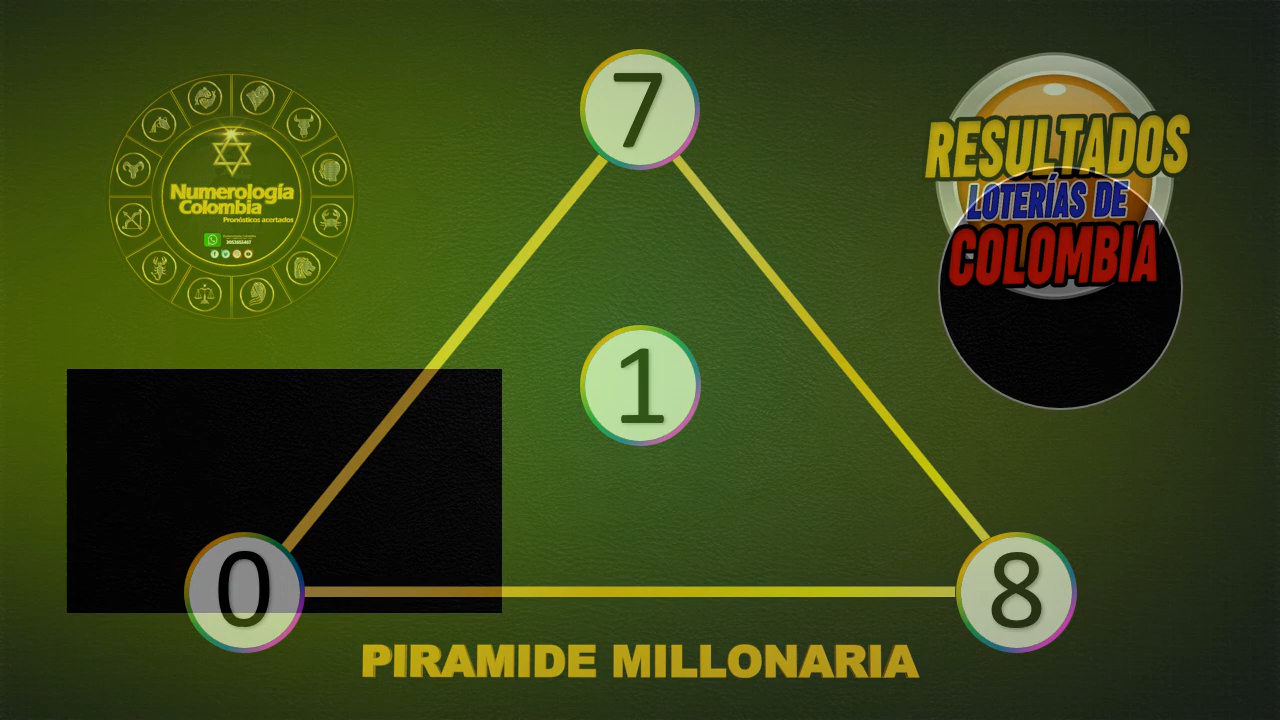 7
Numerología
Colombia
Pronósticos acertados
RESULTADOS
LOTERÍAS DE
COLOMBIA
1
0
8
PIRAMIDE MILLONARIA